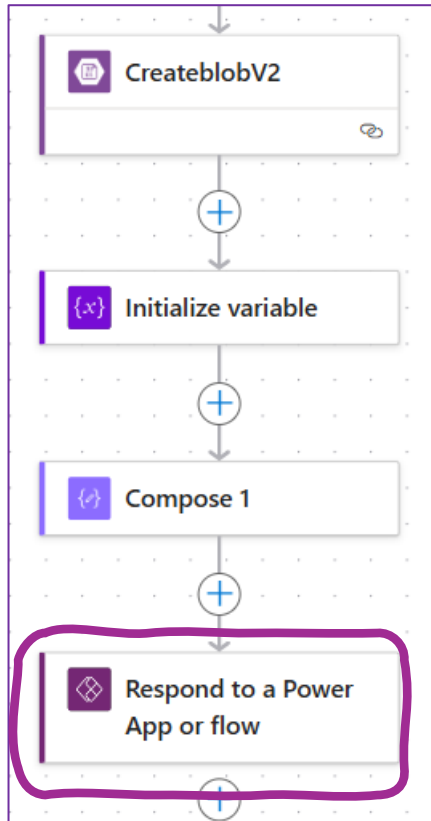 CreateblobV2
{x} Initialize variable
Compose 1
Respond to a Power
App or flow